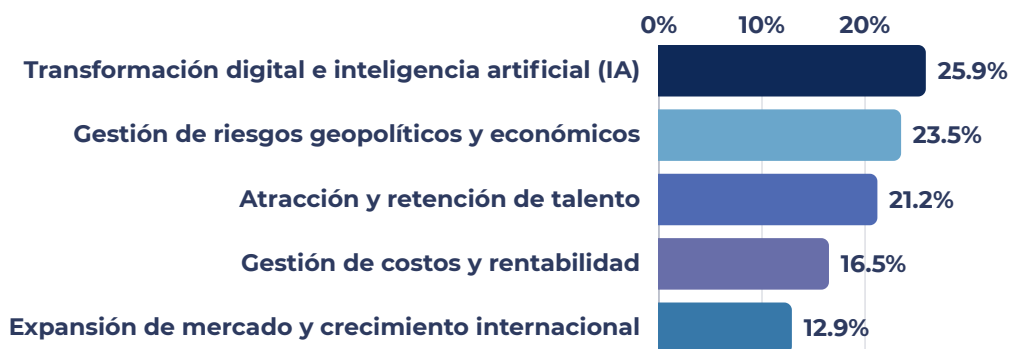 0% 10% 20%
Transformación digital e inteligencia artificial (IA) 25.9%
Gestión de riesgos geopolíticos y económicos 23.5%
Atracción y retención de talento 21.2%
Gestión de costos y rentabilidad 16.5%
Expansión de mercado y crecimiento internacional 12.9%